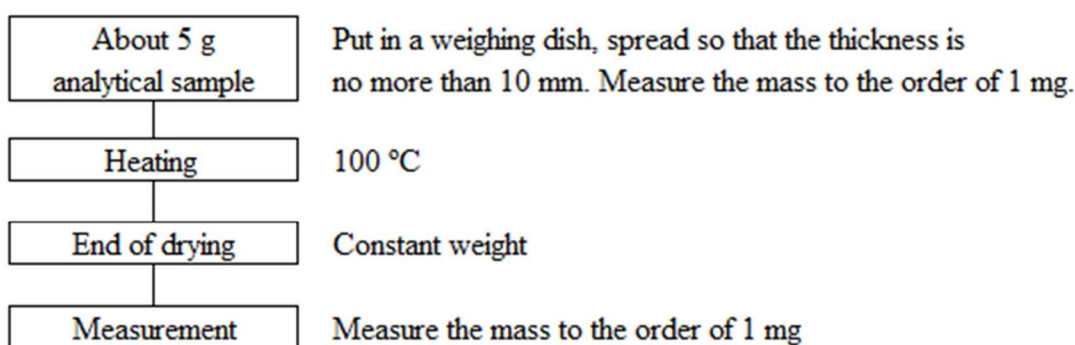 About 5 g
analytical sample
Put in a weighing dish, spread so that the thickness is
no more than 10 mm. Measure the mass to the order of 1 mg.
Heating
100 °C
End of drying
Constant weight
Measurement
Measure the mass to the order of 1 mg